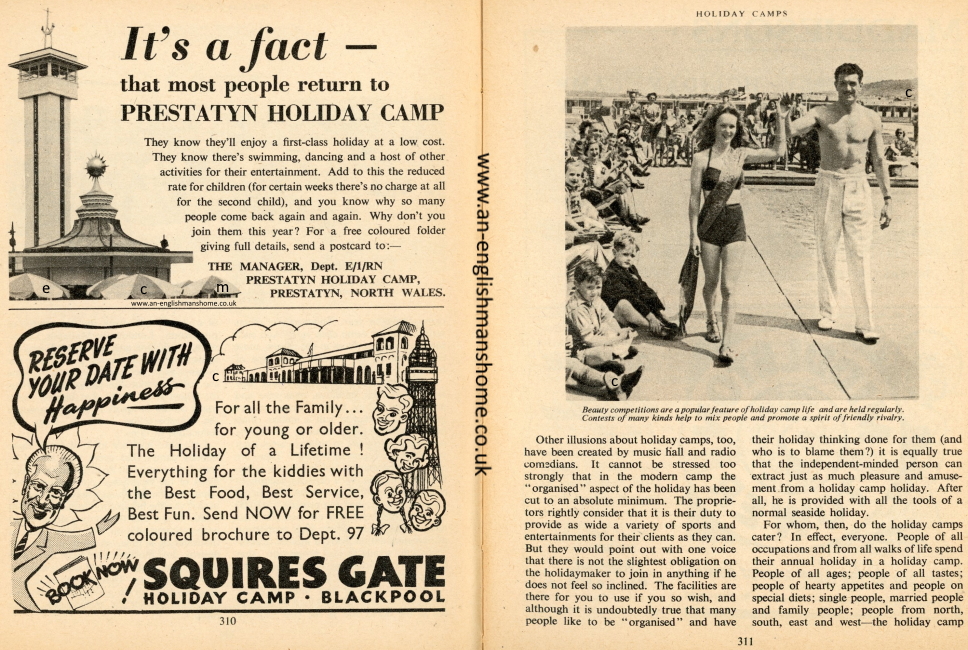 It's a fact —
that most people return to
PRESTATYN HOLIDAY CAMP
They know they'll enjoy a first-class holiday at a low cost.
They know there's swimming, dancing and a host of other
activities for their entertainment. Add to this the reduced
rate for children (for certain weeks there's no charge at all
for the second child), and you know why so many
people come back again and again. Why don't you
join them this year? For a free coloured folder
giving full details, send a postcard to:—
THE MANAGER, Dept. E/1/RN
PRESTATYN HOLIDAY CAMP,
PRESTATYN, NORTH WALES.
e c m
www.an-englishmanshome.co.uk
RESERVE
YOUR DATE WITH
Happiness
c
For all the Family...
for young or older.
The Holiday of a Lifetime !
Everything for the kiddies with
the Best Food, Best Service,
Best Fun. Send NOW for FREE
coloured brochure to Dept. 97
BOOK NOW !
SQUIRES GATE
HOLIDAY CAMP · BLACKPOOL
310
www.an-englishmanshome.co.uk
HOLIDAY CAMPS
c
c
Beauty competitions are a popular feature of holiday camp life and are held regularly.
Contests of many kinds help to mix people and promote a spirit of friendly rivalry.
Other illusions about holiday camps, too,
have been created by music hall and radio
comedians. It cannot be stressed too
strongly that in the modern camp the
"organised" aspect of the holiday has been
cut to an absolute minimum. The proprie-
tors rightly consider that it is their duty to
provide as wide a variety of sports and
entertainments for their clients as they can.
But they would point out with one voice
that there is not the slightest obligation on
the holidaymaker to join in anything if he
does not feel so inclined. The facilities are
there for you to use if you so wish, and
although it is undoubtedly true that many
people like to be "organised" and have
their holiday thinking done for them (and
who is to blame them?) it is equally true
that the independent-minded person can
extract just as much pleasure and amuse-
ment from a holiday camp holiday. After
all, he is provided with all the tools of a
normal seaside holiday.
For whom, then, do the holiday camps
cater? In effect, everyone. People of all
occupations and from all walks of life spend
their annual holiday in a holiday camp.
People of all ages; people of all tastes;
people of hearty appetites and people on
special diets; single people, married people
and family people; people from north,
south, east and west—the holiday camp
311